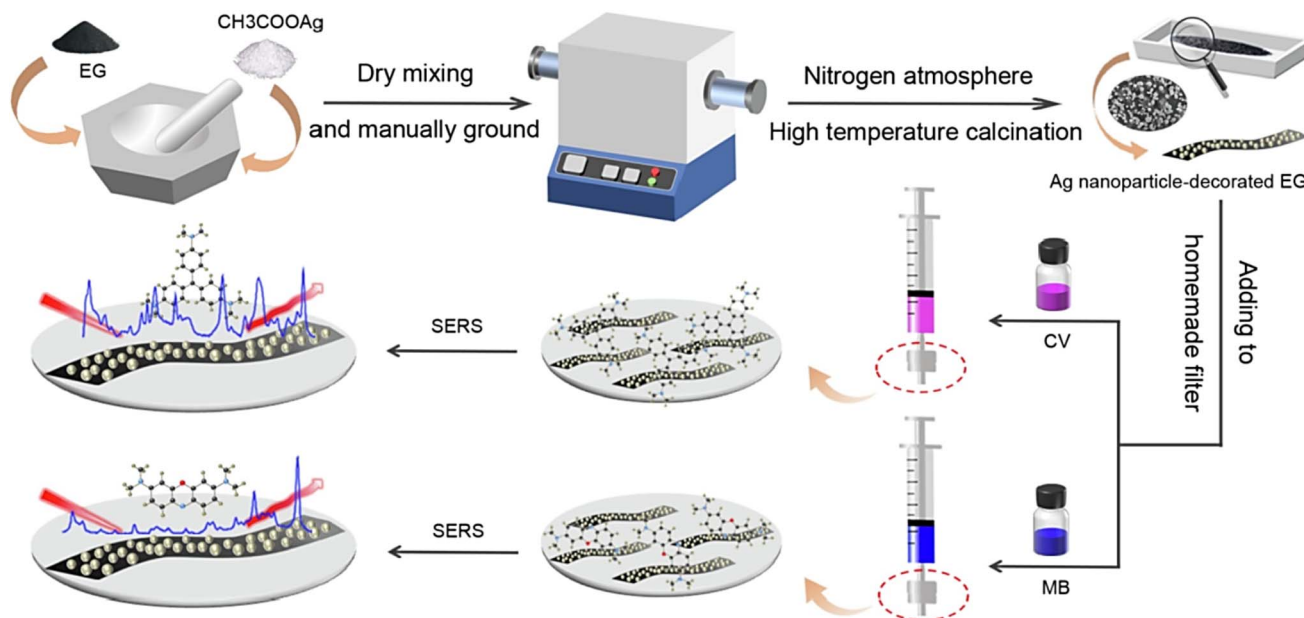 CH3COOAg
EG
Dry mixing
and manually ground
Nitrogen atmosphere
High temperature calcination
Ag nanoparticle-decorated EG
Adding to
homemade filter
CV
SERS
MB
SERS